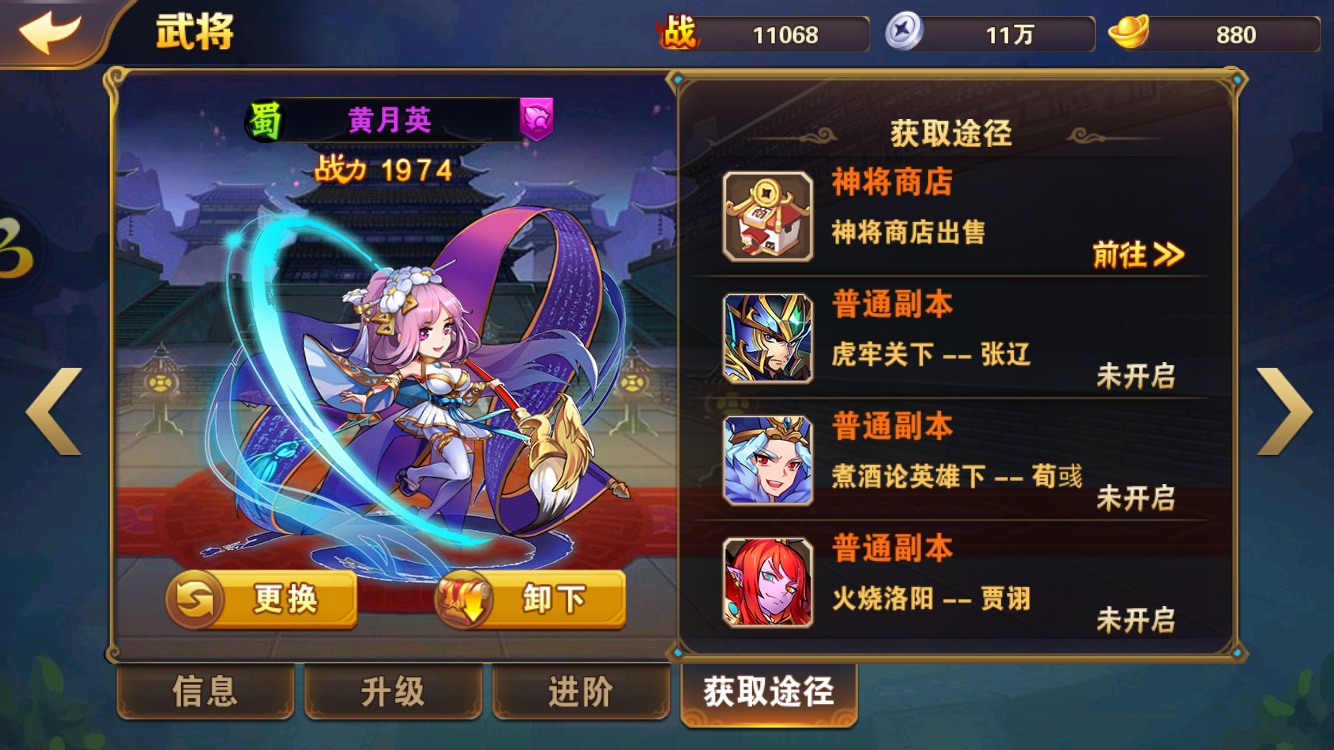 武将
战 11068
11万
880
蜀 黄月英
战力 1974
更换
卸下
获取途径
神将商店
神将商店出售
前往
普通副本
虎牢关下 -- 张辽
未开启
普通副本
煮酒论英雄下 -- 荀彧
未开启
普通副本
火烧洛阳 -- 贾诩
未开启
信息
升级
进阶
获取途径